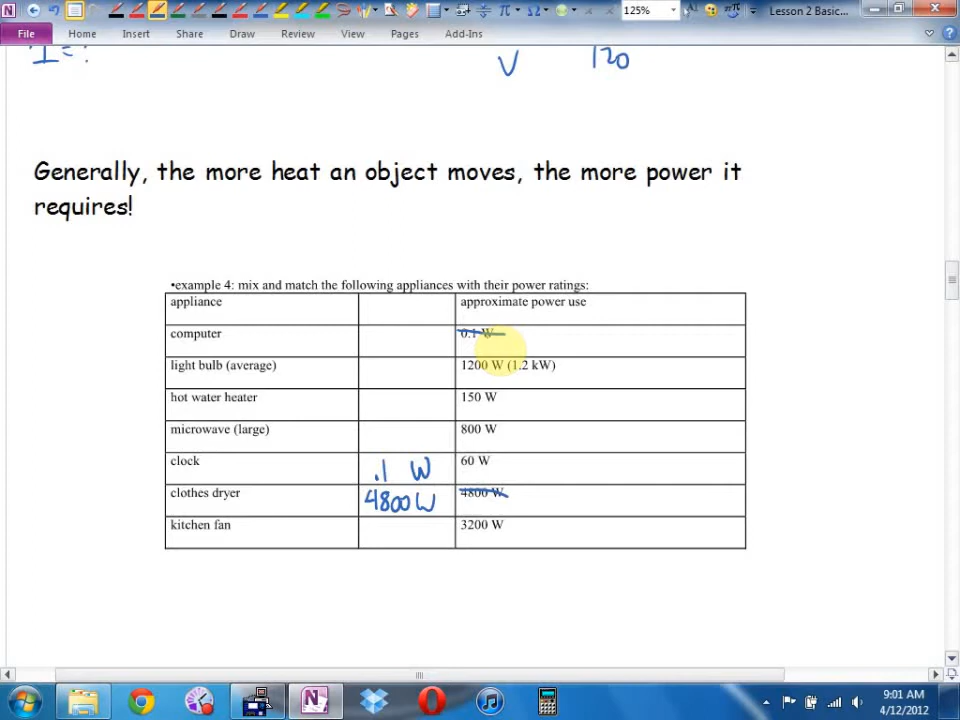 125% Lesson 2 Basic...
File Home Insert Share Draw Review View Pages Add-Ins
I = ?
V 120
Generally, the more heat an object moves, the more power it
requires!
•example 4: mix and match the following appliances with their power ratings:
appliance approximate power use
computer 0.1 W
light bulb (average) 1200 W (1.2 kW)
hot water heater 150 W
microwave (large) 800 W
clock .1 W 60 W
clothes dryer 4800 W 4800 W
kitchen fan 3200 W
9:01 AM
4/12/2012